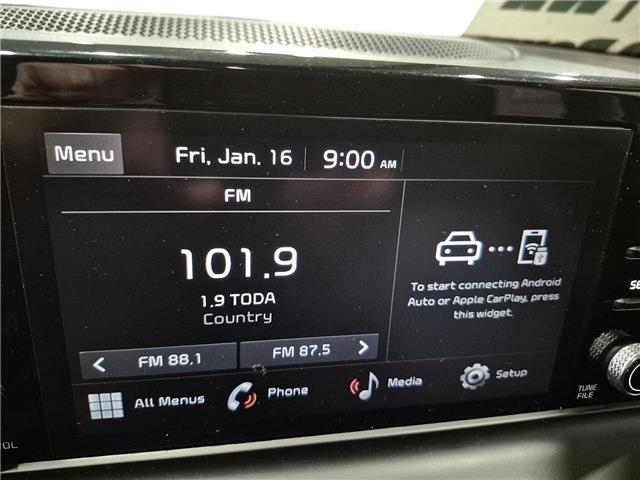 Menu
Fri, Jan. 16
9:00 AM
FM
101.9
1.9 TODA
Country
< FM 88.1
FM 87.5 >
To start connecting Android
Auto or Apple CarPlay, press
this widget.
All Menus
Phone
Media
Setup
TUNE
FILE